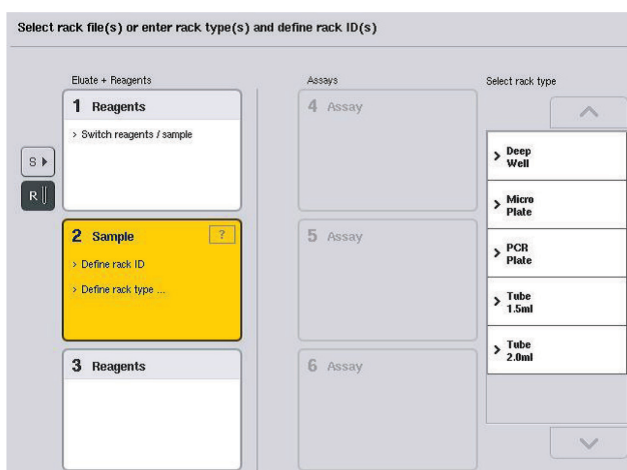 Select rack file(s) or enter rack type(s) and define rack ID(s)
Eluate + Reagents
Assays
Select rack type
1 Reagents
> Switch reagents / sample
S
R
2 Sample ?
> Define rack ID
> Define rack type ...
3 Reagents
4 Assay
5 Assay
6 Assay
> Deep
Well
> Micro
Plate
> PCR
Plate
> Tube
1.5ml
> Tube
2.0ml